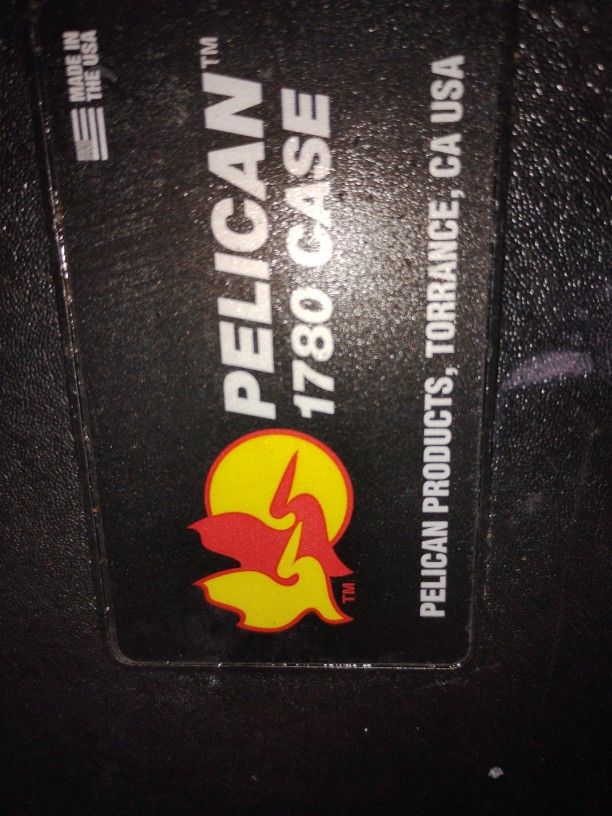 MADE IN
THE USA
PELICAN™
1780 CASE
TM
PELICAN PRODUCTS, TORRANCE, CA USA